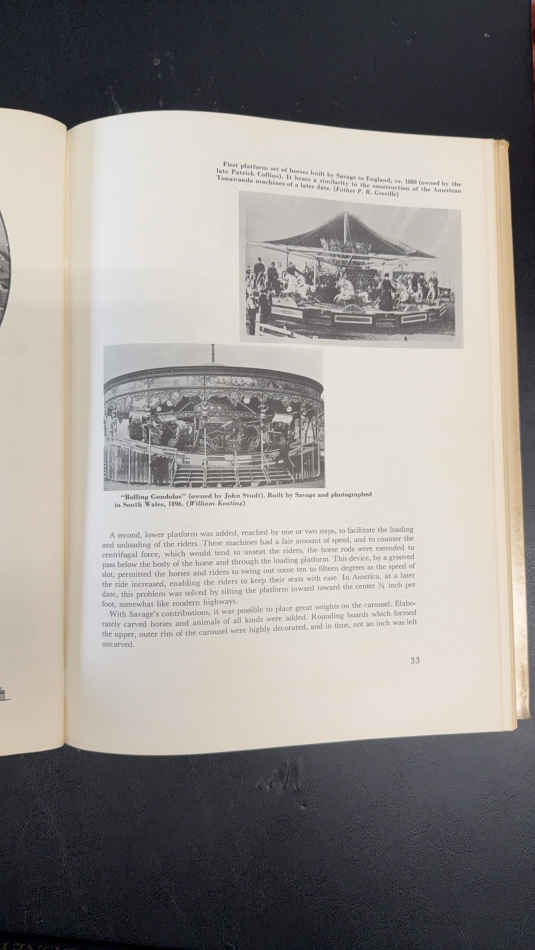 First platform set of horses built by Savage in England, ca. 1880 (owned by the
late Patrick Collins). It bears a similarity to the construction of the American
Tonawanda machines of a later date. (Father P. R. Greville)
"Rolling Gondolas" (owned by John Studt). Built by Savage and photographed
in South Wales, 1896. (William Keating)
A second, lower platform was added, reached by one or two steps, to facilitate the loading
and unloading of the riders. These machines had a fair amount of speed, and to counter the
centrifugal force, which would tend to unseat the riders, the horse rods were extended to
pass below the body of the horse and through the loading platform. This device, by a grooved
slot, permitted the horses and riders to swing out some ten to fifteen degrees as the speed of
the ride increased, enabling the riders to keep their seats with ease. In America, at a later
date, this problem was solved by tilting the platform inward toward the center ¾ inch per
foot, somewhat like modern highways.
With Savage's contributions, it was possible to place great weights on the carousel. Elabo-
rately carved horses and animals of all kinds were added. Rounding boards which formed
the upper, outer rim of the carousel were highly decorated, and in time, not an inch was left
uncarved.
33